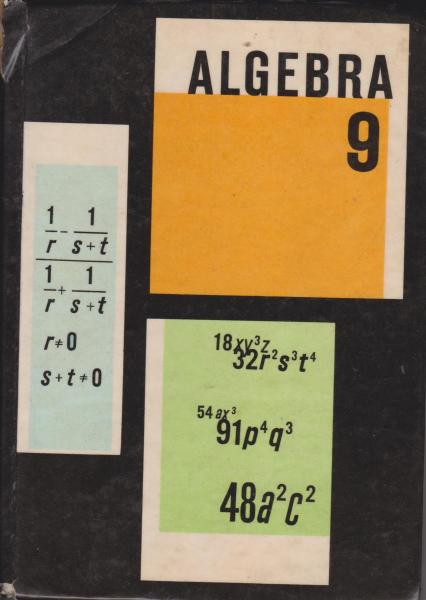 ALGEBRA
9
1/r - 1/s+t
1/r + 1/s+t
r≠0
s+t≠0
18xy³z
32r²s³t⁴
54ax³
91p⁴q³
48a²c²